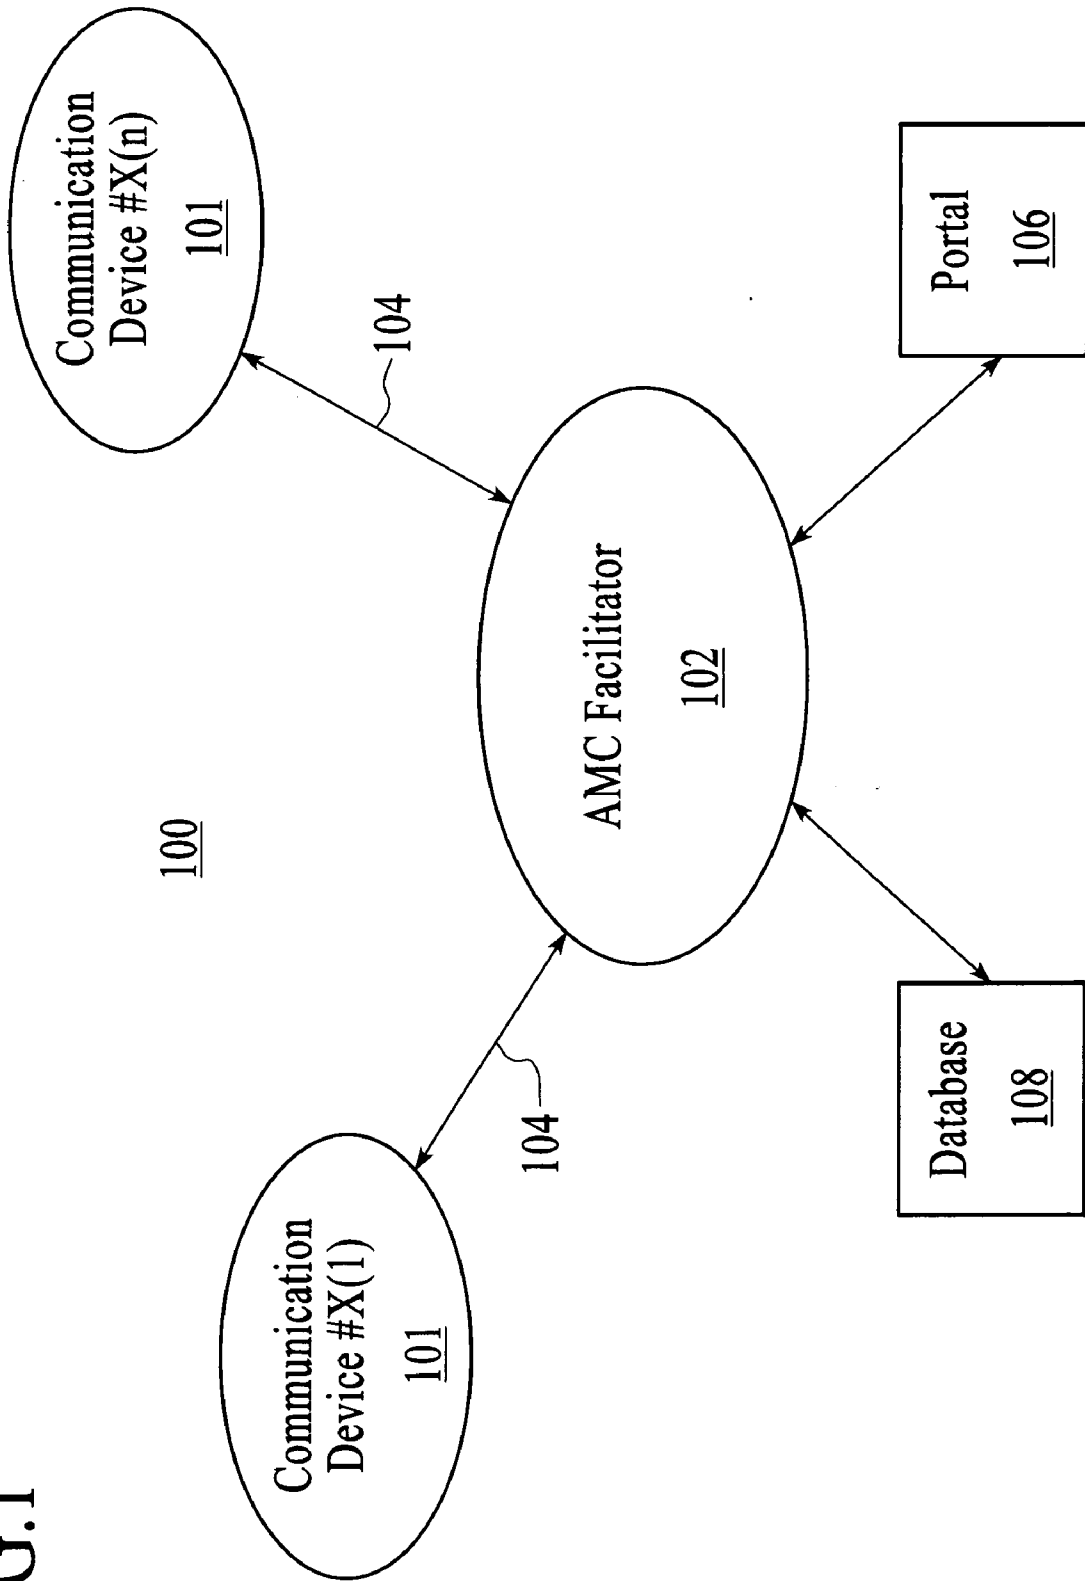 G.1
100
Communication
Device #X(1)
101
Communication
Device #X(n)
101
104
104
AMC Facilitator
102
Database
108
Portal
106